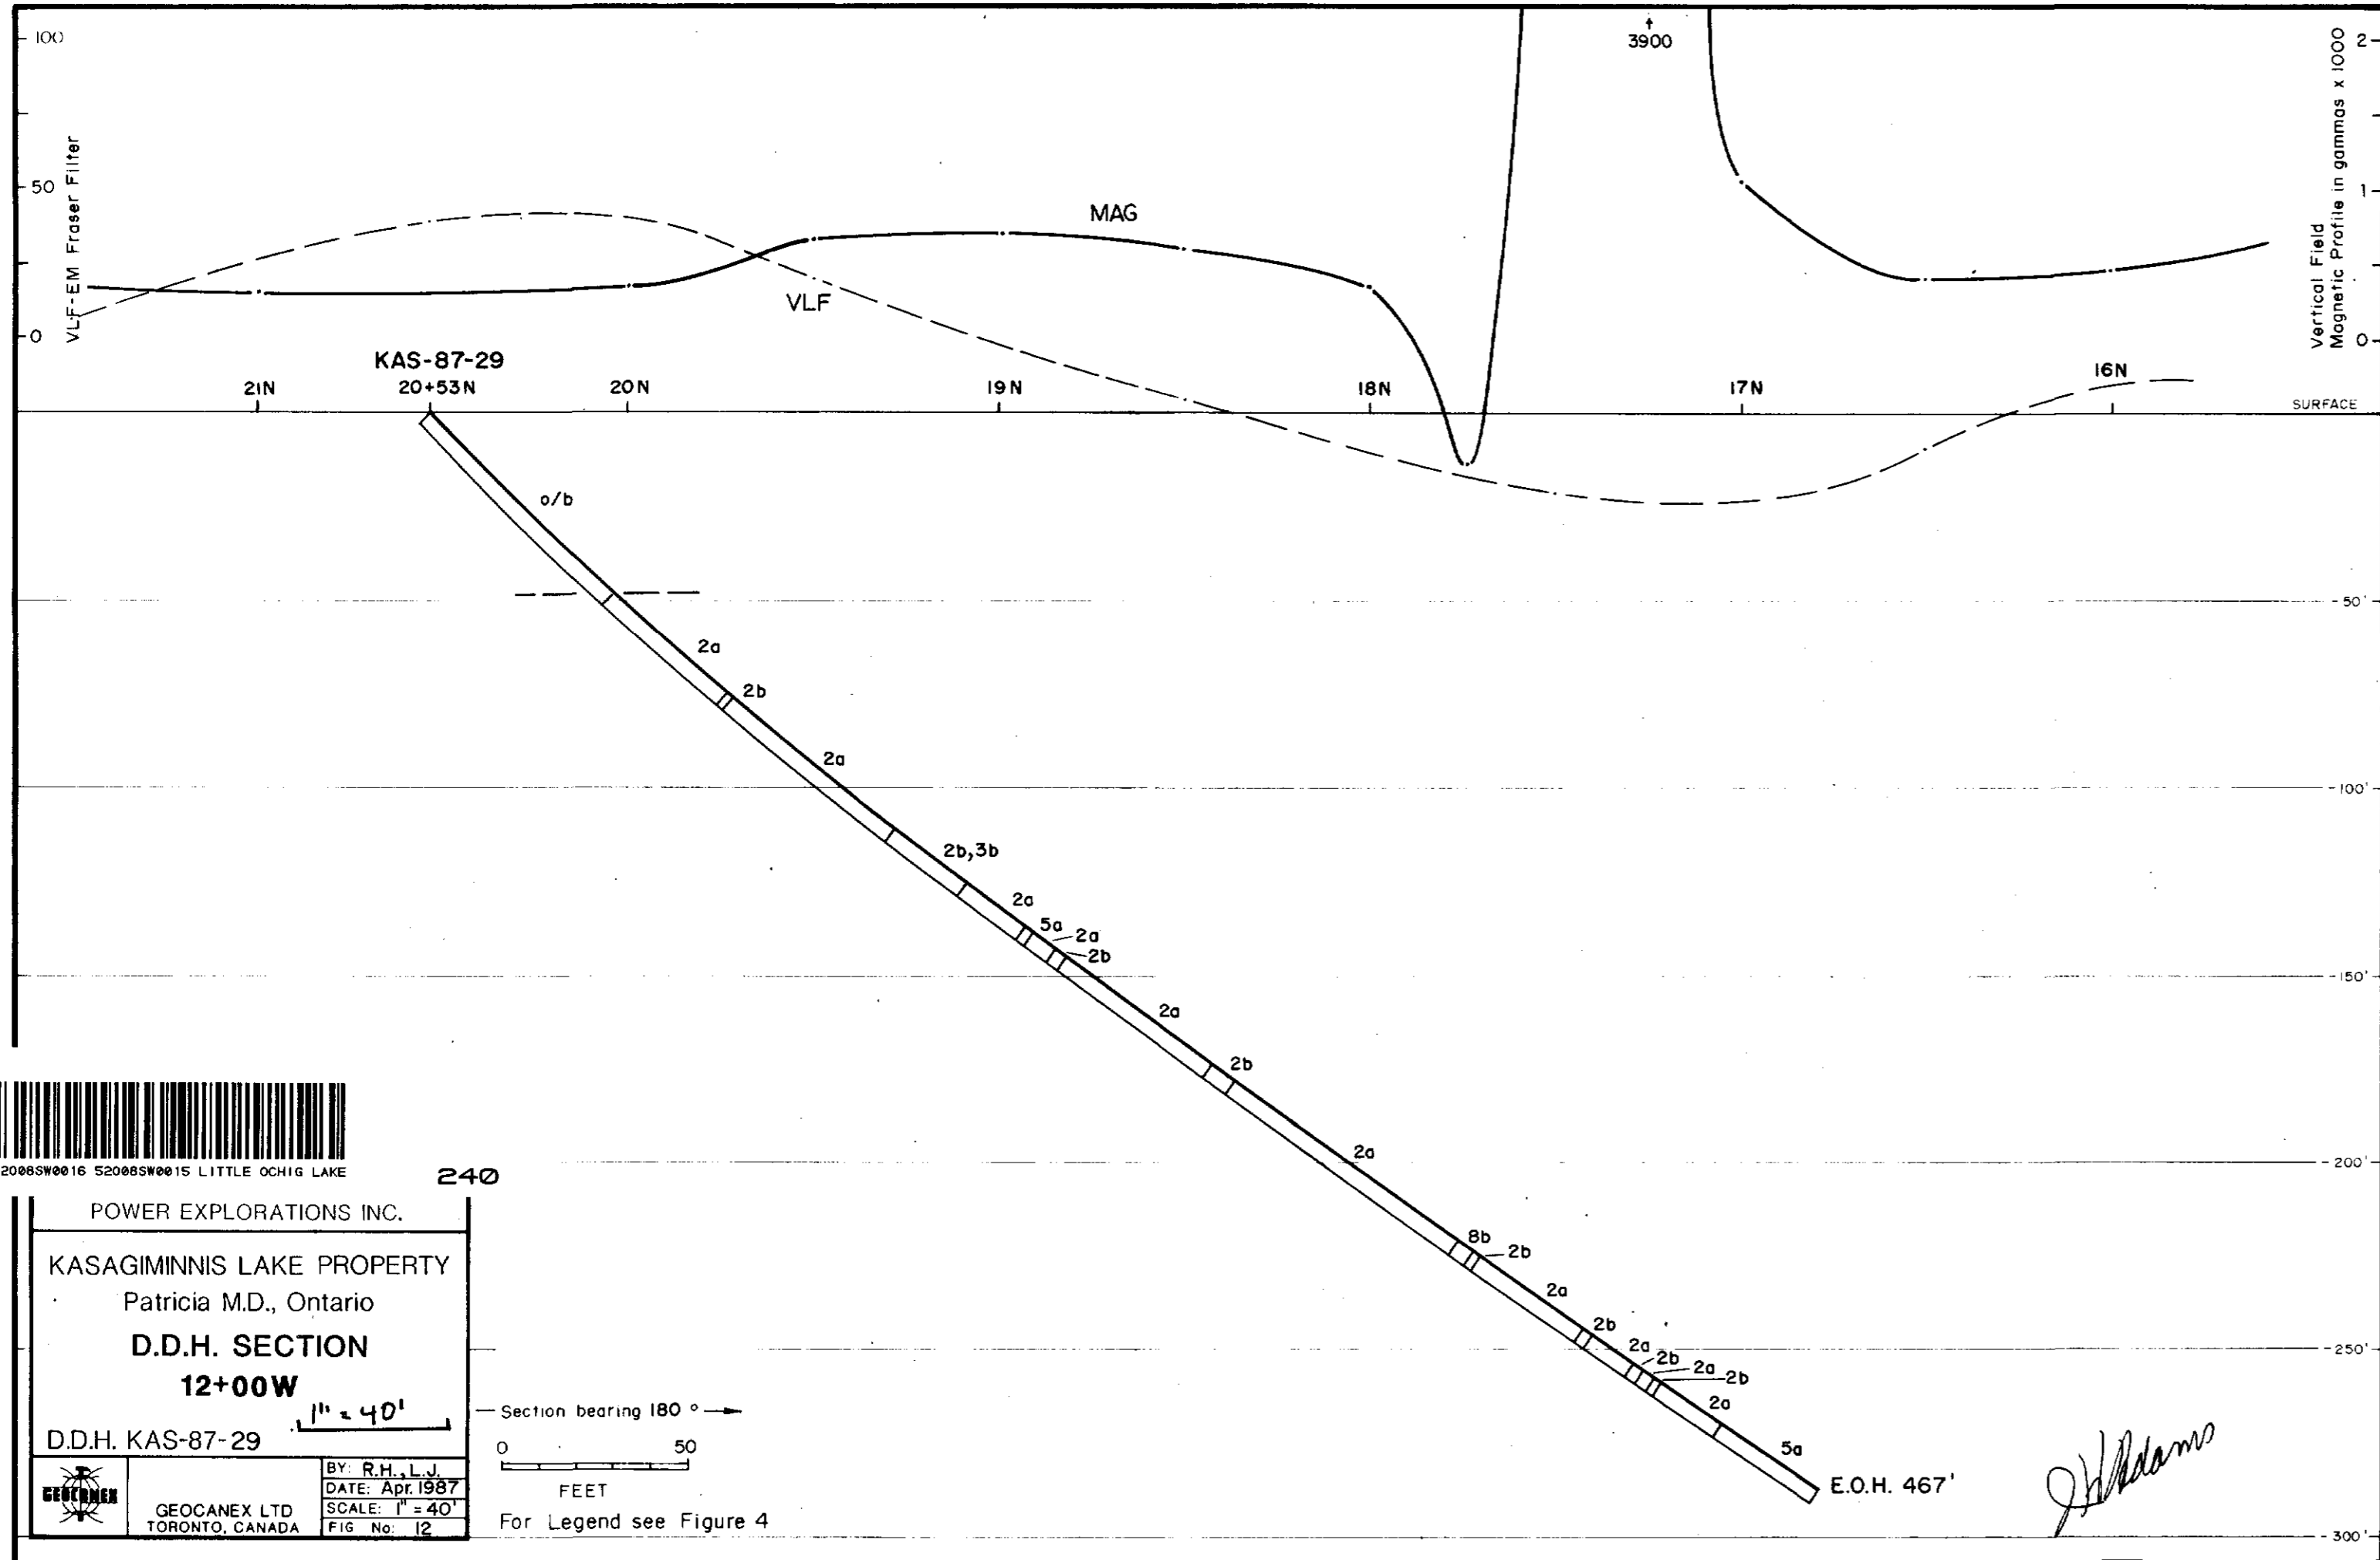 100
50
0
VLF-EM Fraser Filter
3900
2
1
0
Vertical Field
Magnetic Profile in gammas x 1000
MAG
VLF
KAS-87-29
21N
20+53N
20N
19N
18N
17N
16N
SURFACE
o/b
-50'
2a
2b
2a
-100'
2b,3b
2a
5a
2a
2b
-150'
2a
2b
2a
-200'
8b
2b
2a
2b
2a
2b
2a
2b
-250'
2a
5a
E.O.H. 467'
-300'
2008SW0016 52008SW0015 LITTLE OCHIG LAKE
240
POWER EXPLORATIONS INC.
KASAGIMINNIS LAKE PROPERTY
Patricia M.D., Ontario
D.D.H. SECTION
12+00W
1" = 40'
D.D.H. KAS-87-29
GEOCANEX
GEOCANEX LTD
TORONTO, CANADA
BY: R.H., L.J.
DATE: Apr. 1987
SCALE: 1" = 40'
FIG No: 12
Section bearing 180 °
0 50
FEET
For Legend see Figure 4